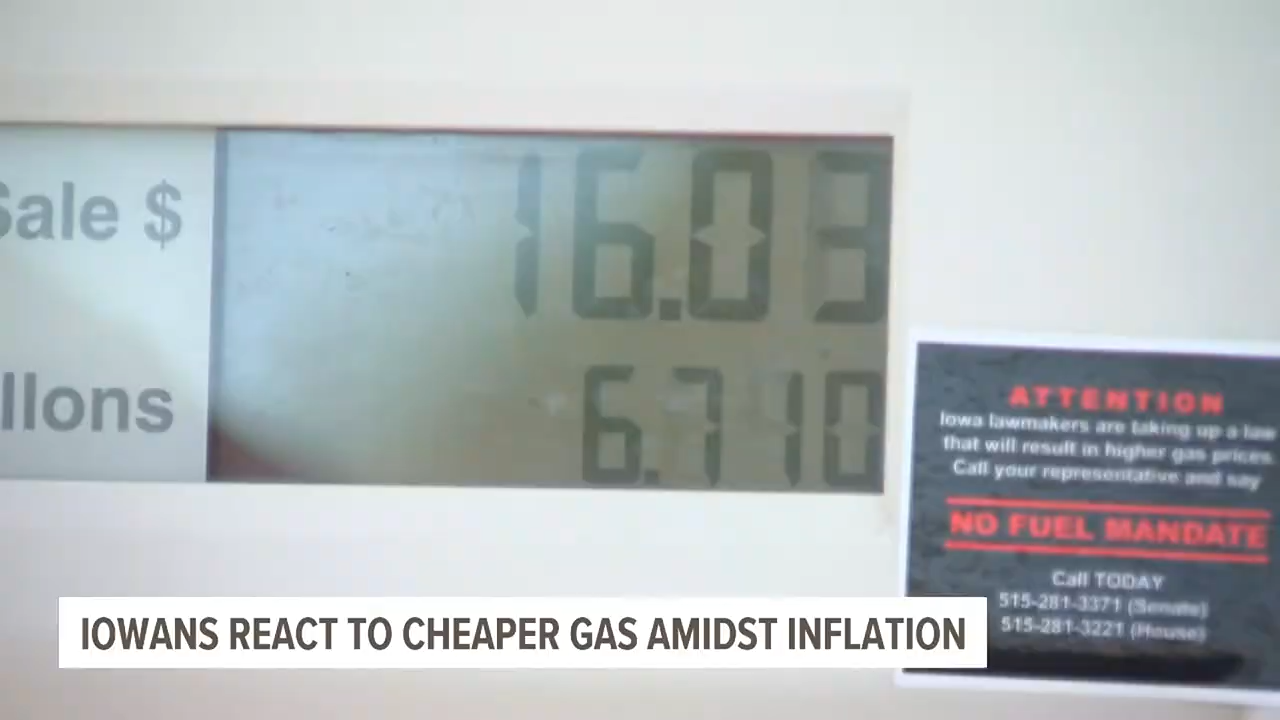 Sale $ 16.03
llons 6.710
ATTENTION
Iowa lawmakers are taking up a law
that will result in higher gas prices.
Call your representative and say
NO FUEL MANDATE
Call TODAY
515-281-3371 (Senate)
515-281-3221 (House)
IOWANS REACT TO CHEAPER GAS AMIDST INFLATION